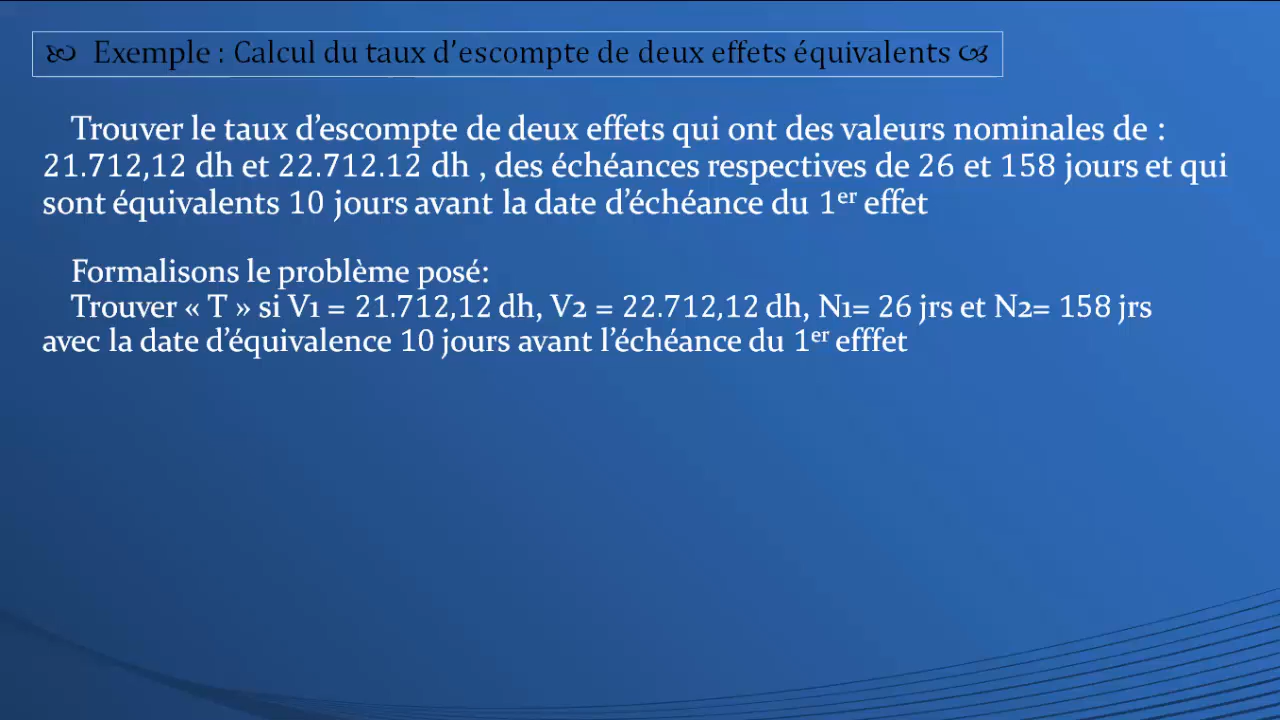 Exemple : Calcul du taux d’escompte de deux effets équivalents
Trouver le taux d’escompte de deux effets qui ont des valeurs nominales de :
21.712,12 dh et 22.712.12 dh , des échéances respectives de 26 et 158 jours et qui
sont équivalents 10 jours avant la date d’échéance du 1er effet
Formalisons le problème posé:
Trouver « T » si V1 = 21.712,12 dh, V2 = 22.712,12 dh, N1= 26 jrs et N2= 158 jrs
avec la date d’équivalence 10 jours avant l’échéance du 1er efffet